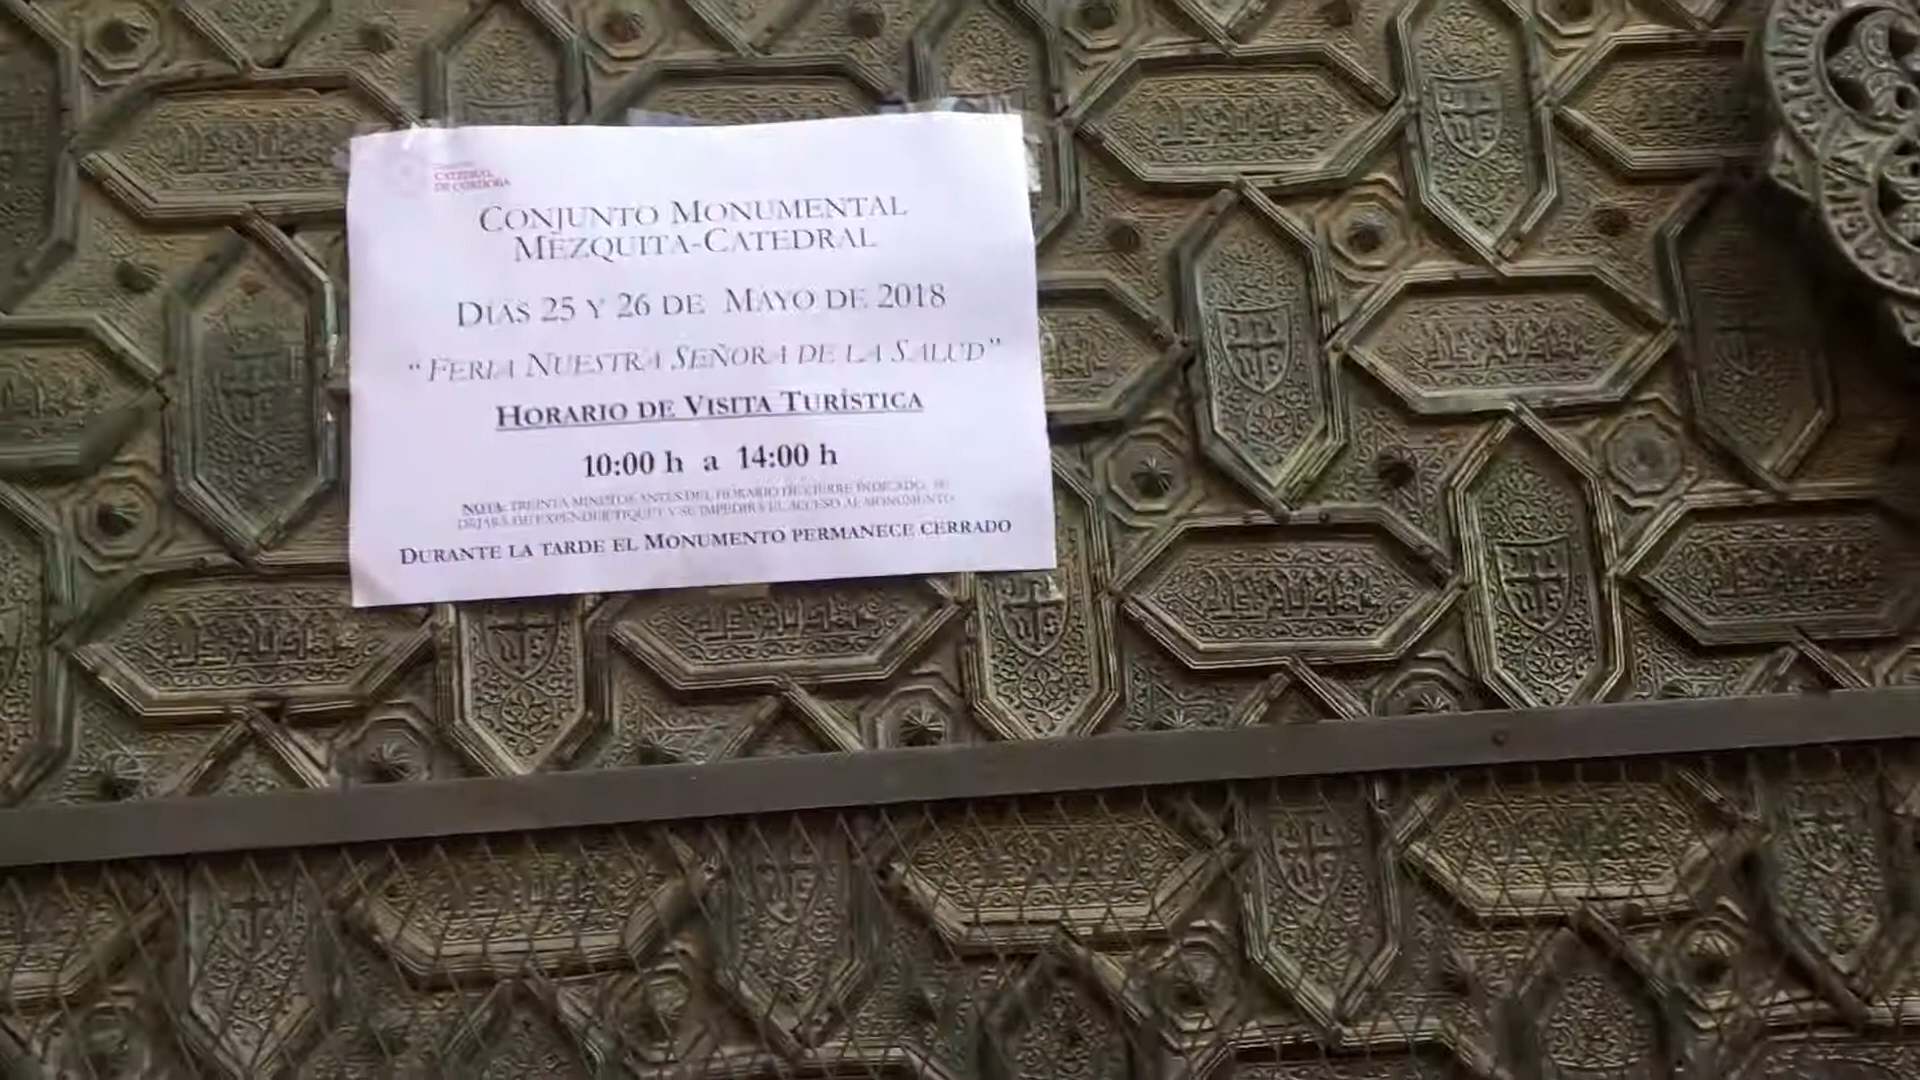 CATEDRAL
DE CÓRDOBA
CONJUNTO MONUMENTAL
MEZQUITA-CATEDRAL
DÍAS 25 Y 26 DE MAYO DE 2018
“FERIA NUESTRA SEÑORA DE LA SALUD”
HORARIO DE VISITA TURÍSTICA
10:00 h a 14:00 h
NOTA: TREINTA MINUTOS ANTES DEL HORARIO DE CIERRE INDICADO, SE
DEJARÁ DE EXPENDER TIQUET Y SE IMPEDIRÁ EL ACCESO AL MONUMENTO
DURANTE LA TARDE EL MONUMENTO PERMANECE CERRADO